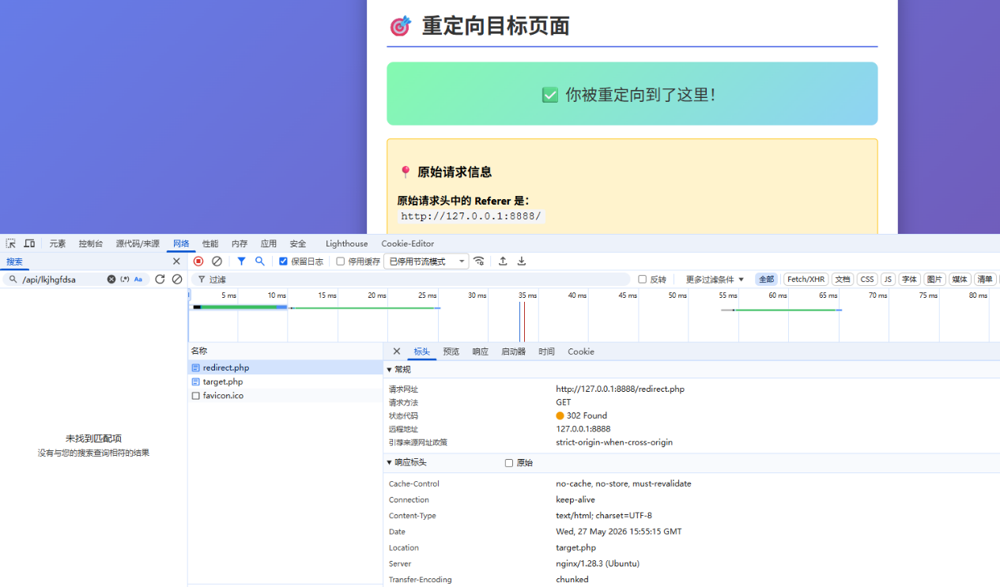 🎯 重定向目标页面
✅ 你被重定向到了这里！
📍 原始请求信息
原始请求头中的 Referer 是：
http://127.0.0.1:8888/
元素 控制台 源代码/来源 网络 性能 内存 应用 安全 Lighthouse Cookie-Editor
搜索
保留日志 停用缓存 已停用节流模式
/api/lkjhgfdsa (.*) Aa
过滤 反转 更多过滤条件 全部 Fetch/XHR 文档 CSS JS 字体 图片 媒体 清单
5 ms 10 ms 15 ms 20 ms 25 ms 30 ms 35 ms 40 ms 45 ms 50 ms 55 ms 60 ms 65 ms 70 ms 75 ms 80 ms
未找到匹配项
没有与您的搜索查询相符的结果
名称
redirect.php
target.php
favicon.ico
标头 预览 响应 启动器 时间 Cookie
常规
请求网址 http://127.0.0.1:8888/redirect.php
请求方法 GET
状态代码 302 Found
远程地址 127.0.0.1:8888
引荐来源网址政策 strict-origin-when-cross-origin
响应标头 原始
Cache-Control no-cache, no-store, must-revalidate
Connection keep-alive
Content-Type text/html; charset=UTF-8
Date Wed, 27 May 2026 15:55:15 GMT
Location target.php
Server nginx/1.28.3 (Ubuntu)
Transfer-Encoding chunked